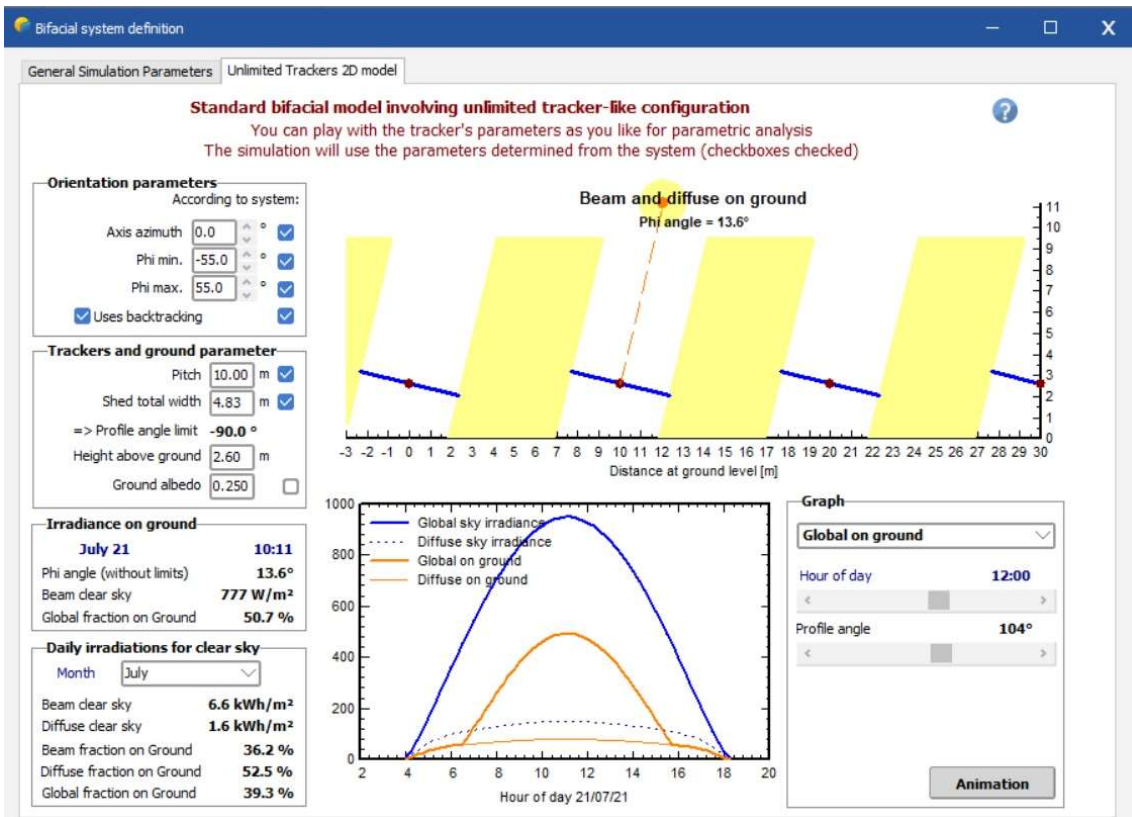 Bifacial system definition
General Simulation Parameters
Unlimited Trackers 2D model
Standard bifacial model involving unlimited tracker-like configuration
You can play with the tracker's parameters as you like for parametric analysis
The simulation will use the parameters determined from the system (checkboxes checked)
?
Orientation parameters
According to system:
Axis azimuth 0.0 °
Phi min. -55.0 °
Phi max. 55.0 °
Uses backtracking
Trackers and ground parameter
Pitch 10.00 m
Shed total width 4.83 m
=> Profile angle limit -90.0 °
Height above ground 2.60 m
Ground albedo 0.250
Irradiance on ground
July 21 10:11
Phi angle (without limits) 13.6°
Beam clear sky 777 W/m²
Global fraction on Ground 50.7 %
Daily irradiations for clear sky
Month July
Beam clear sky 6.6 kWh/m²
Diffuse clear sky 1.6 kWh/m²
Beam fraction on Ground 36.2 %
Diffuse fraction on Ground 52.5 %
Global fraction on Ground 39.3 %
Beam and diffuse on ground
Phi angle = 13.6°
11
10
9
8
7
6
5
4
3
2
1
0
-3 -2 -1 0 1 2 3 4 5 6 7 8 9 10 11 12 13 14 15 16 17 18 19 20 21 22 23 24 25 26 27 28 29 30
Distance at ground level [m]
1000
800
600
400
200
0
Global sky irradiance
Diffuse sky irradiance
Global on ground
Diffuse on ground
2 4 6 8 10 12 14 16 18 20
Hour of day 21/07/21
Graph
Global on ground
Hour of day 12:00
Profile angle 104°
Animation